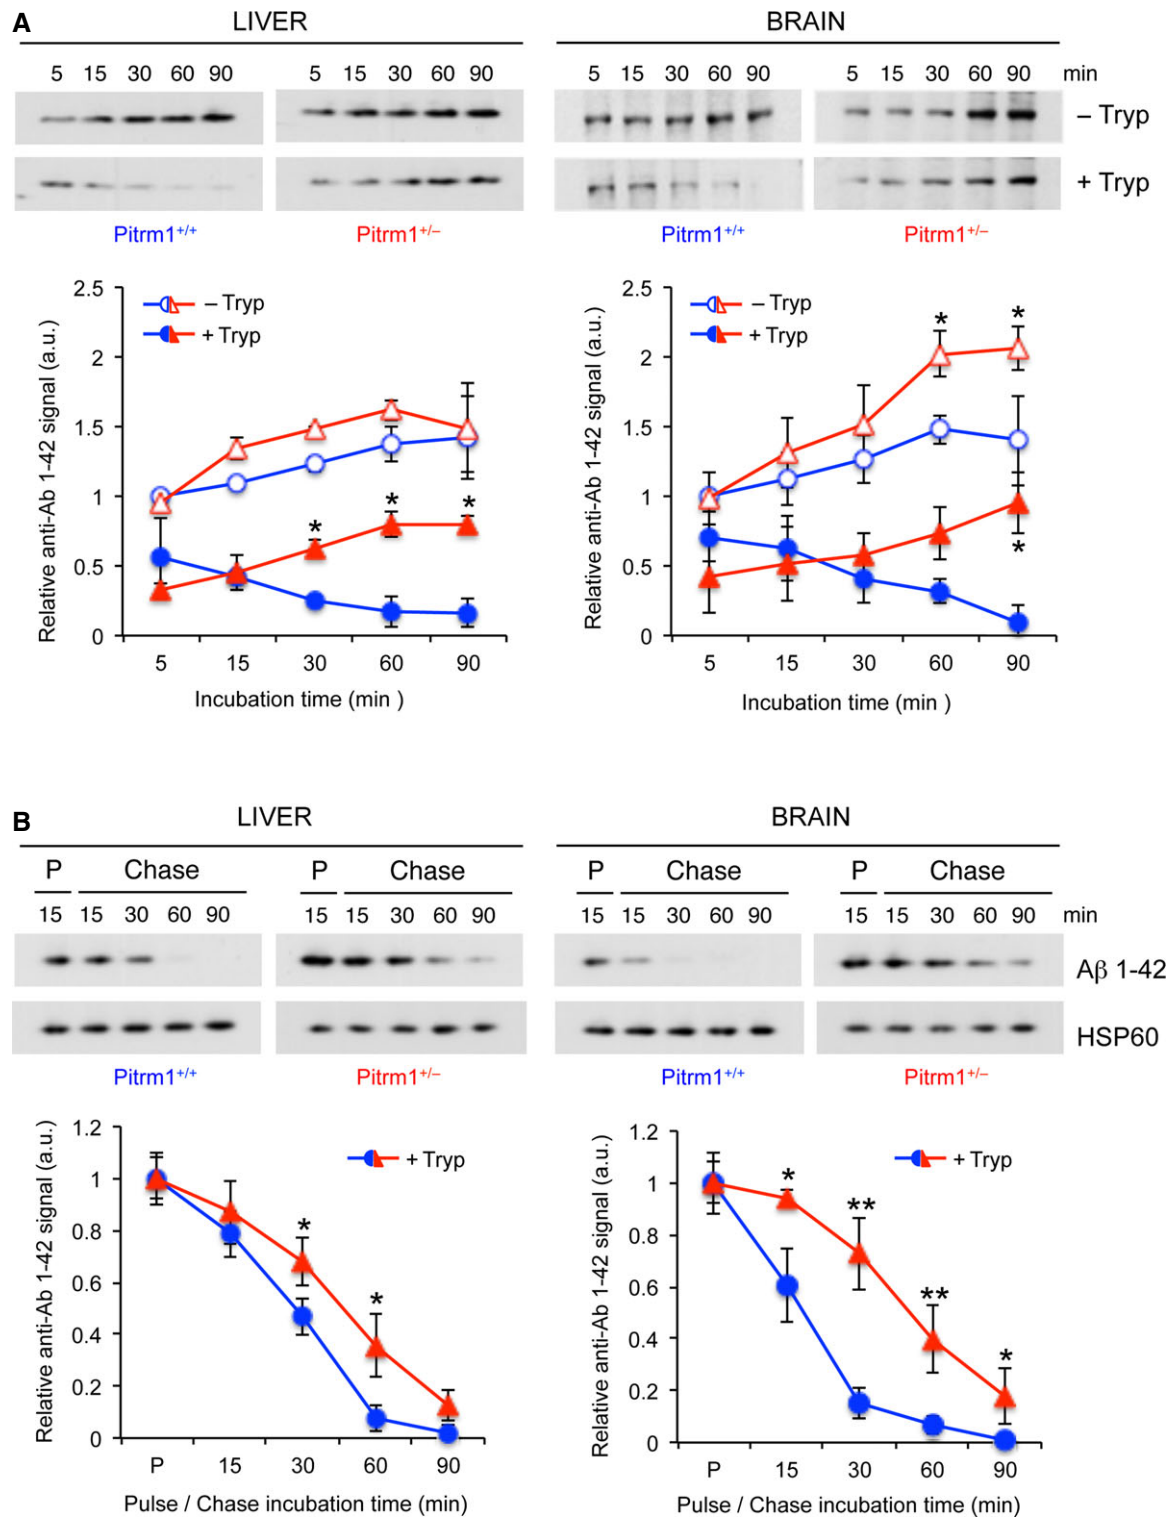 A
LIVER BRAIN
5 15 30 60 90 5 15 30 60 90 5 15 30 60 90 5 15 30 60 90 min
– Tryp
+ Tryp
Pitrm1+/+ Pitrm1+/– Pitrm1+/+ Pitrm1+/–
Relative anti-Ab 1-42 signal (a.u.)
2.5
2
1.5
1
0.5
0
– Tryp
+ Tryp
* * *
5 15 30 60 90
Incubation time (min )
Relative anti-Ab 1-42 signal (a.u.)
2.5
2
1.5
1
0.5
0
– Tryp
+ Tryp
* *
*
5 15 30 60 90
Incubation time (min )
B
LIVER BRAIN
P Chase P Chase P Chase P Chase
15 15 30 60 90 15 15 30 60 90 15 15 30 60 90 15 15 30 60 90 min
Aβ 1-42
HSP60
Pitrm1+/+ Pitrm1+/– Pitrm1+/+ Pitrm1+/–
Relative anti-Ab 1-42 signal (a.u.)
1.2
1
0.8
0.6
0.4
0.2
0
+ Tryp
* *
P 15 30 60 90
Pulse / Chase incubation time (min)
Relative anti-Ab 1-42 signal (a.u.)
1.2
1
0.8
0.6
0.4
0.2
0
+ Tryp
* ** ** *
P 15 30 60 90
Pulse / Chase incubation time (min)